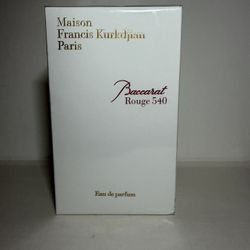 Maison
Francis Kurkdjian
Paris
Baccarat
Rouge 540
Eau de parfum